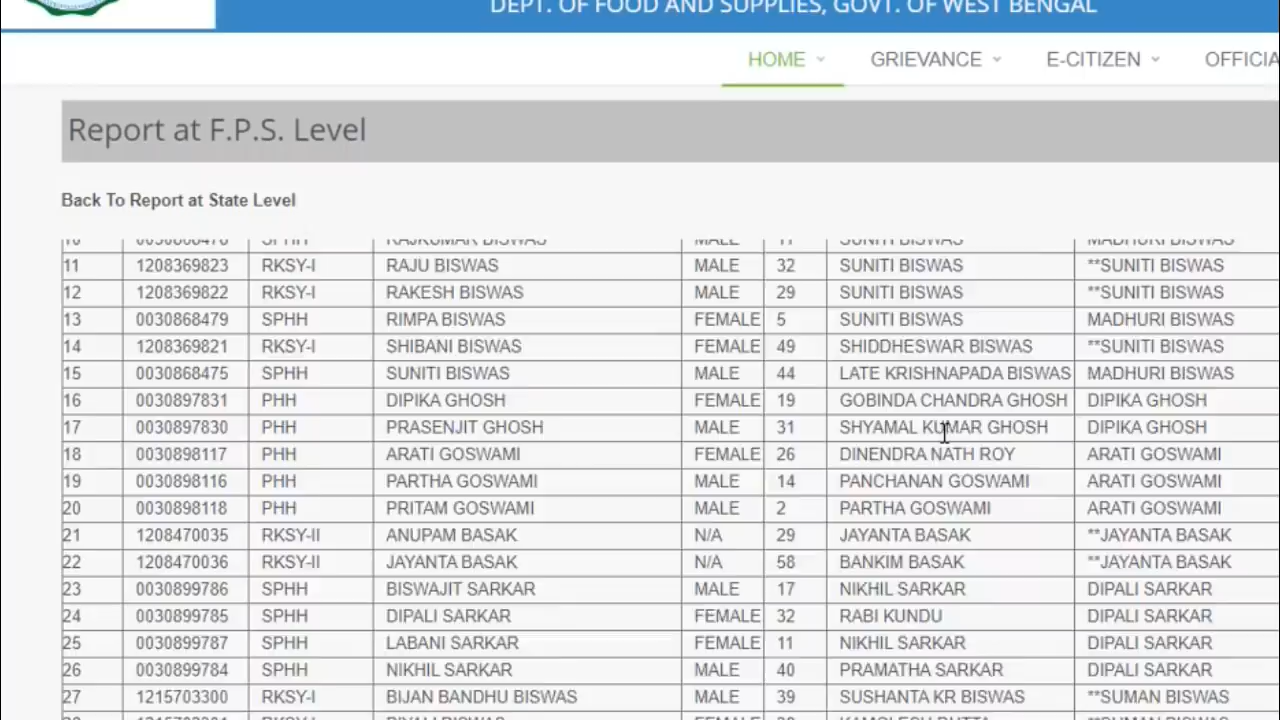 DEPT. OF FOOD AND SUPPLIES, GOVT. OF WEST BENGAL
HOME GRIEVANCE E-CITIZEN OFFICIA
Report at F.P.S. Level
Back To Report at State Level
10 0030868478 SPHH RAJKUMAR BISWAS MALE SUNITI BISWAS MADHURI BISWAS
11 1208369823 RKSY-I RAJU BISWAS MALE 32 SUNITI BISWAS **SUNITI BISWAS
12 1208369822 RKSY-I RAKESH BISWAS MALE 29 SUNITI BISWAS **SUNITI BISWAS
13 0030868479 SPHH RIMPA BISWAS FEMALE 5 SUNITI BISWAS MADHURI BISWAS
14 1208369821 RKSY-I SHIBANI BISWAS FEMALE 49 SHIDDHESWAR BISWAS **SUNITI BISWAS
15 0030868475 SPHH SUNITI BISWAS MALE 44 LATE KRISHNAPADA BISWAS MADHURI BISWAS
16 0030897831 PHH DIPIKA GHOSH FEMALE 19 GOBINDA CHANDRA GHOSH DIPIKA GHOSH
17 0030897830 PHH PRASENJIT GHOSH MALE 31 SHYAMAL KUMAR GHOSH DIPIKA GHOSH
18 0030898117 PHH ARATI GOSWAMI FEMALE 26 DINENDRA NATH ROY ARATI GOSWAMI
19 0030898116 PHH PARTHA GOSWAMI MALE 14 PANCHANAN GOSWAMI ARATI GOSWAMI
20 0030898118 PHH PRITAM GOSWAMI MALE 2 PARTHA GOSWAMI ARATI GOSWAMI
21 1208470035 RKSY-II ANUPAM BASAK N/A 29 JAYANTA BASAK **JAYANTA BASAK
22 1208470036 RKSY-II JAYANTA BASAK N/A 58 BANKIM BASAK **JAYANTA BASAK
23 0030899786 SPHH BISWAJIT SARKAR MALE 17 NIKHIL SARKAR DIPALI SARKAR
24 0030899785 SPHH DIPALI SARKAR FEMALE 32 RABI KUNDU DIPALI SARKAR
25 0030899787 SPHH LABANI SARKAR FEMALE 11 NIKHIL SARKAR DIPALI SARKAR
26 0030899784 SPHH NIKHIL SARKAR MALE 40 PRAMATHA SARKAR DIPALI SARKAR
27 1215703300 RKSY-I BIJAN BANDHU BISWAS MALE 39 SUSHANTA KR BISWAS **SUMAN BISWAS